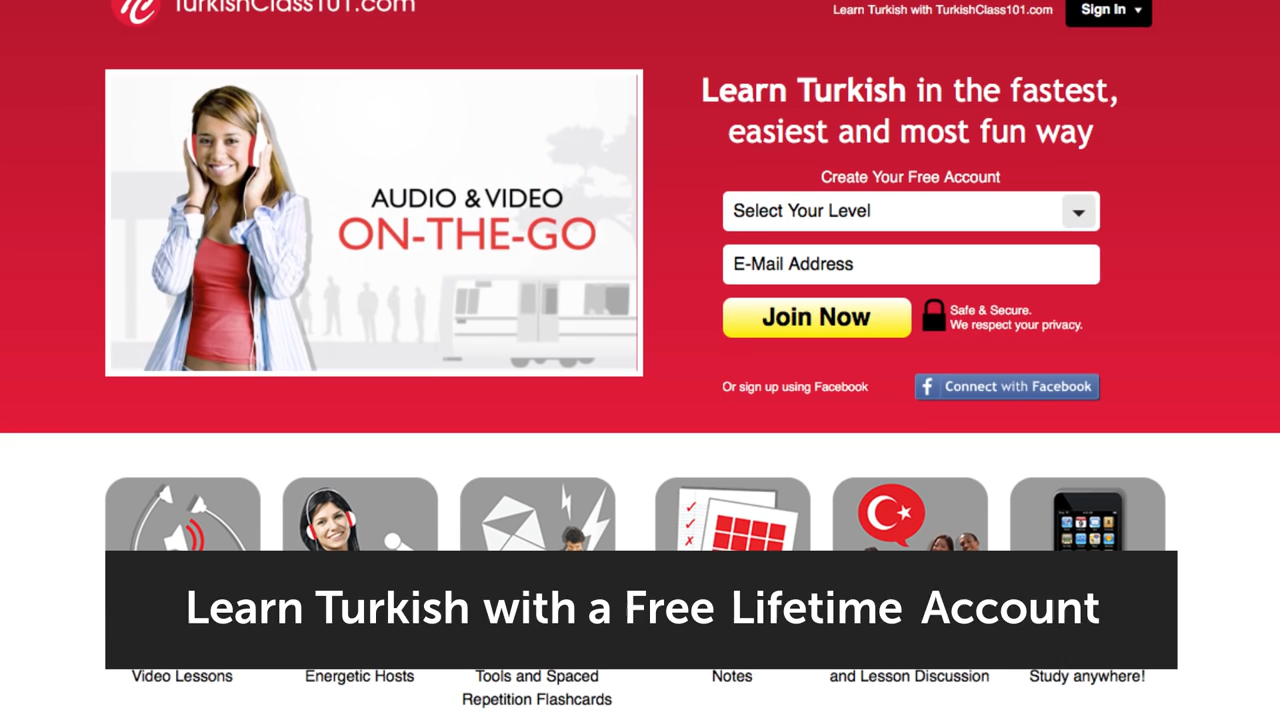 TurkishClass101.com
Learn Turkish with TurkishClass101.com
Sign In
Learn Turkish in the fastest,
easiest and most fun way
AUDIO & VIDEO
ON-THE-GO
Create Your Free Account
Select Your Level
E-Mail Address
Join Now
Safe & Secure.
We respect your privacy.
Or sign up using Facebook
f Connect with Facebook
Learn Turkish with a Free Lifetime Account
Video Lessons
Energetic Hosts
Tools and Spaced
Repetition Flashcards
Notes
and Lesson Discussion
Study anywhere!